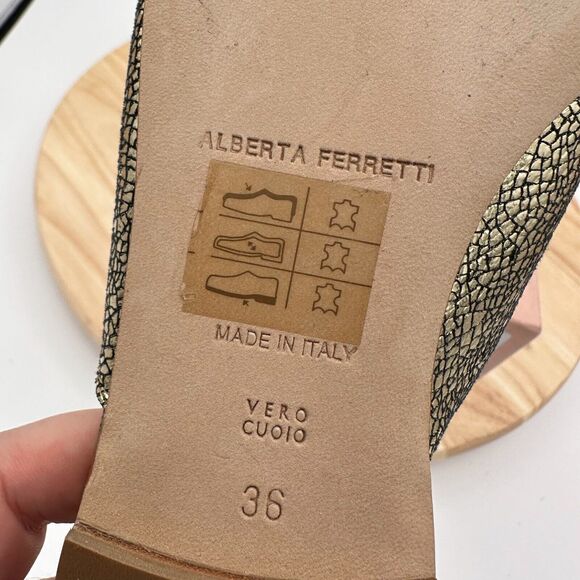 ALBERTA FERRETTI
MADE IN ITALY
VERO
CUOIO
36